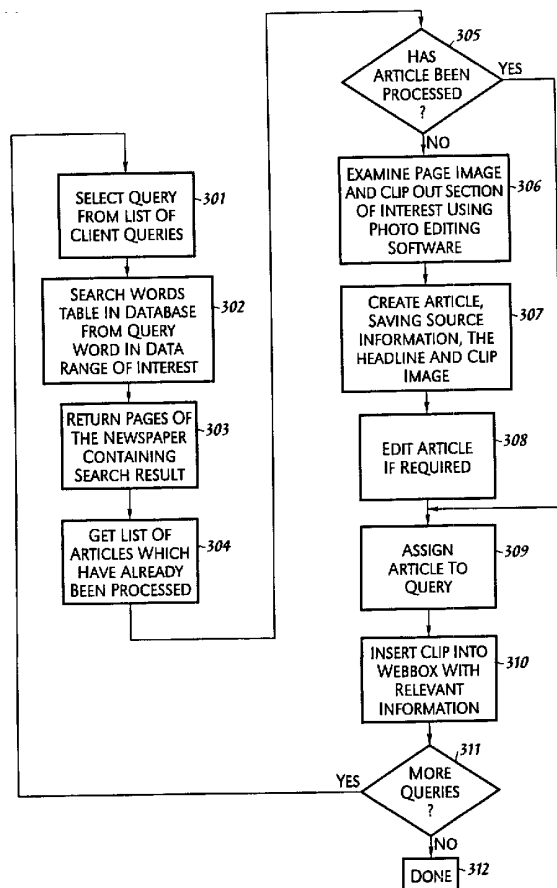 SELECT QUERY
FROM LIST OF
CLIENT QUERIES
301
SEARCH WORDS
TABLE IN DATABASE
FROM QUERY
WORD IN DATA
RANGE OF INTEREST
302
RETURN PAGES OF
THE NEWSPAPER
CONTAINING
SEARCH RESULT
303
GET LIST OF
ARTICLES WHICH
HAVE ALREADY
BEEN PROCESSED
304
305
HAS
ARTICLE BEEN
PROCESSED
?
YES
NO
EXAMINE PAGE IMAGE
AND CLIP OUT SECTION
OF INTEREST USING
PHOTO EDITING
SOFTWARE
306
CREATE ARTICLE,
SAVING SOURCE
INFORMATION, THE
HEADLINE AND CLIP
IMAGE
307
EDIT ARTICLE
IF REQUIRED
308
ASSIGN
ARTICLE TO
QUERY
309
INSERT CLIP INTO
WEBBOX WITH
RELEVANT
INFORMATION
310
311
MORE
QUERIES
?
YES
NO
DONE
312